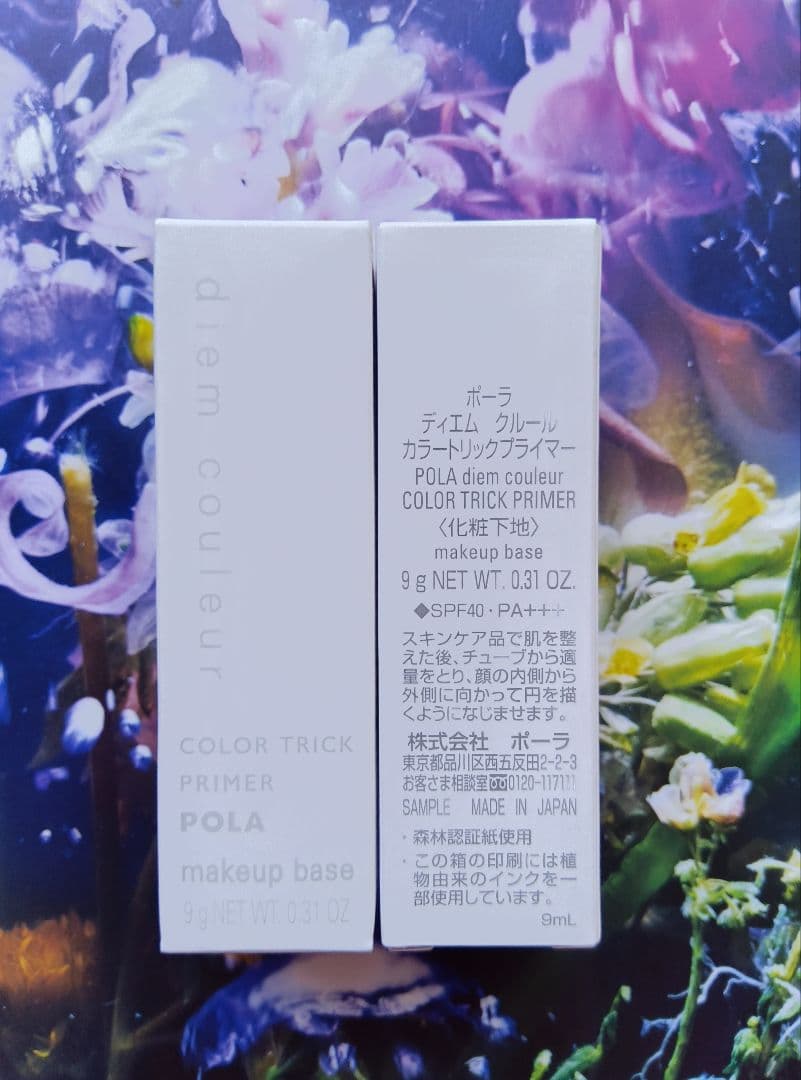 diem couleur
COLOR TRICK
PRIMER
POLA
makeup base
9 g NET WT. 0.31 OZ
ポーラ
ディエム クルール
カラートリックプライマー
POLA diem couleur
COLOR TRICK PRIMER
〈化粧下地〉
makeup base
9 g NET WT. 0.31 OZ.
◆SPF40・PA+++
スキンケア品で肌を整
えた後、チューブから適
量をとり、顔の内側から
外側に向かって円を描
くようになじませます。
株式会社 ポーラ
東京都品川区西五反田2-2-3
お客さま相談室 0120-117111
SAMPLE MADE IN JAPAN
・森林認証紙使用
・この箱の印刷には植
物由来のインクを一
部使用しています。
9mL